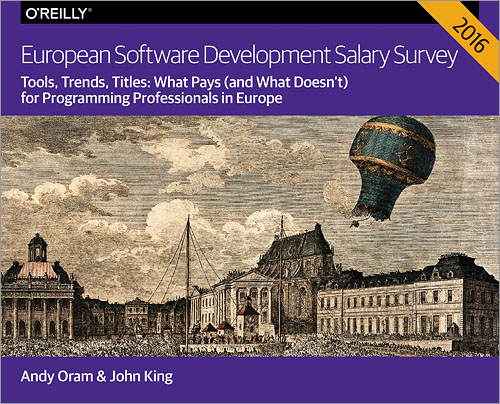 O'REILLY®
2016
European Software Development Salary Survey
Tools, Trends, Titles: What Pays (and What Doesn't)
for Programming Professionals in Europe
Andy Oram & John King